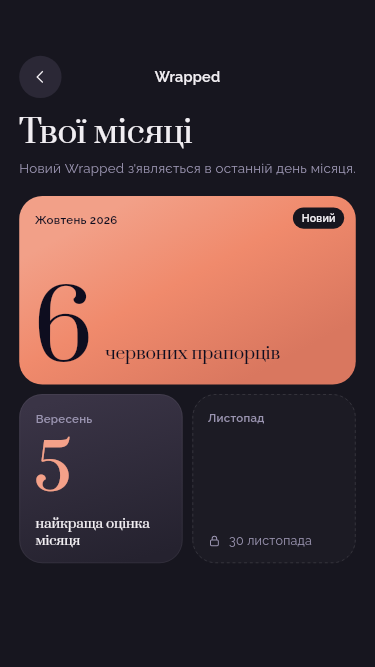 Wrapped
Твої місяці
Новий Wrapped з'являється в останній день місяця.
Жовтень 2026
Новий
6 червоних прапорців
Вересень
5
найкраща оцінка
місяця
Листопад
30 листопада